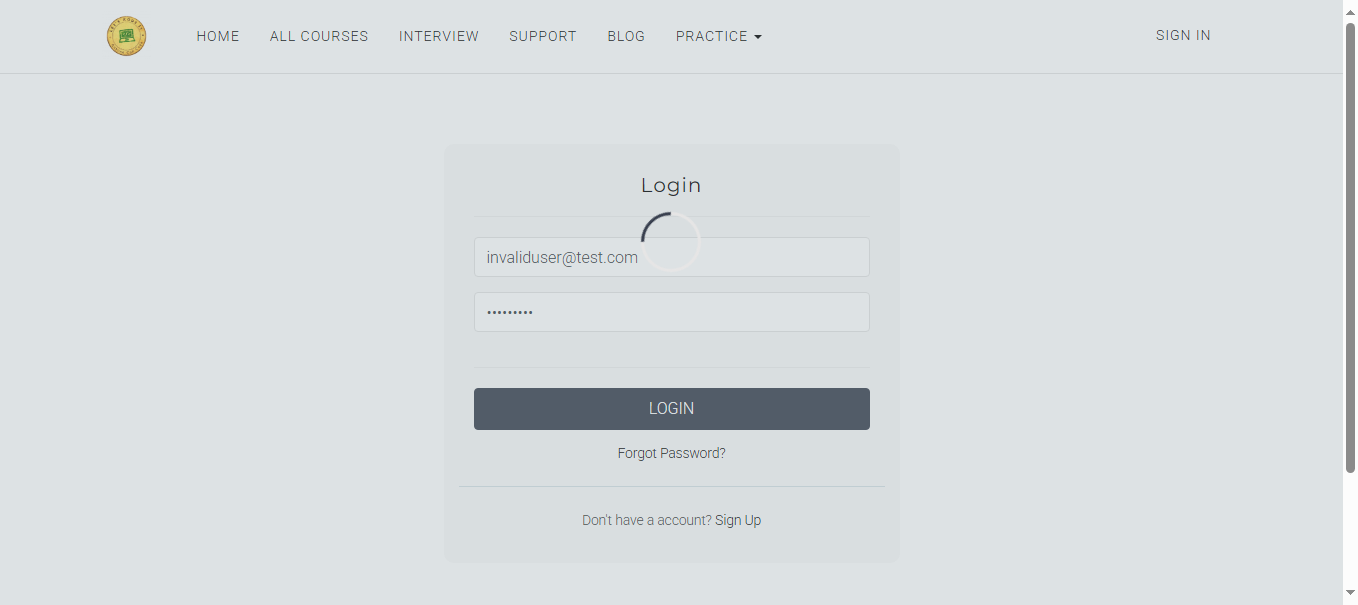 HOME ALL COURSES INTERVIEW SUPPORT BLOG PRACTICE SIGN IN
Login
invaliduser@test.com
•••••••••
LOGIN
Forgot Password?
Don't have a account? Sign Up